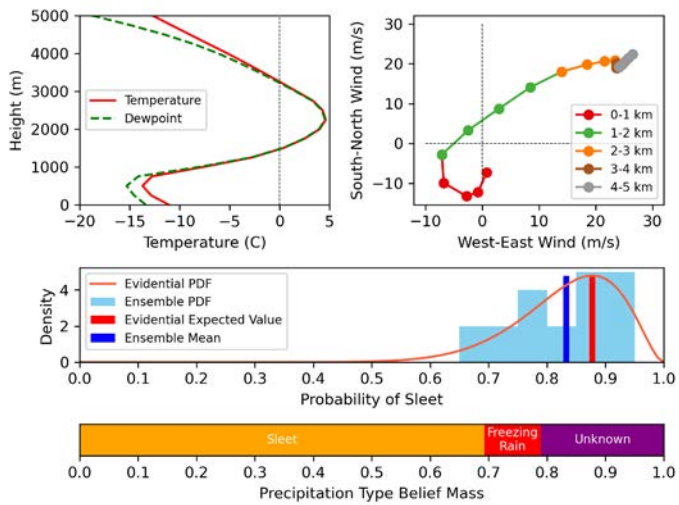 5000
4000
3000
2000
1000
0
Height (m)
Temperature
Dewpoint
−20 −15 −10 −5 0 5
Temperature (C)
30
20
10
0
−10
South-North Wind (m/s)
0-1 km
1-2 km
2-3 km
3-4 km
4-5 km
−10 0 10 20 30
West-East Wind (m/s)
4
2
0
Density
Evidential PDF
Ensemble PDF
Evidential Expected Value
Ensemble Mean
0.0 0.1 0.2 0.3 0.4 0.5 0.6 0.7 0.8 0.9 1.0
Probability of Sleet
Sleet
Freezing
Rain
Unknown
0.0 0.1 0.2 0.3 0.4 0.5 0.6 0.7 0.8 0.9 1.0
Precipitation Type Belief Mass